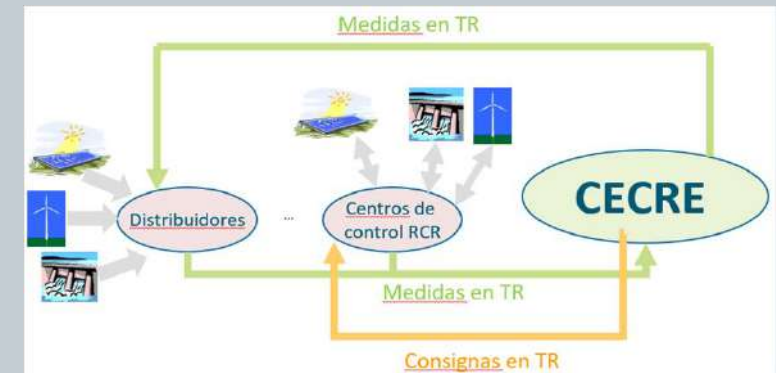 Medidas en TR
Distribuidores
...
Centros de
control RCR
CECRE
Medidas en TR
Consignas en TR